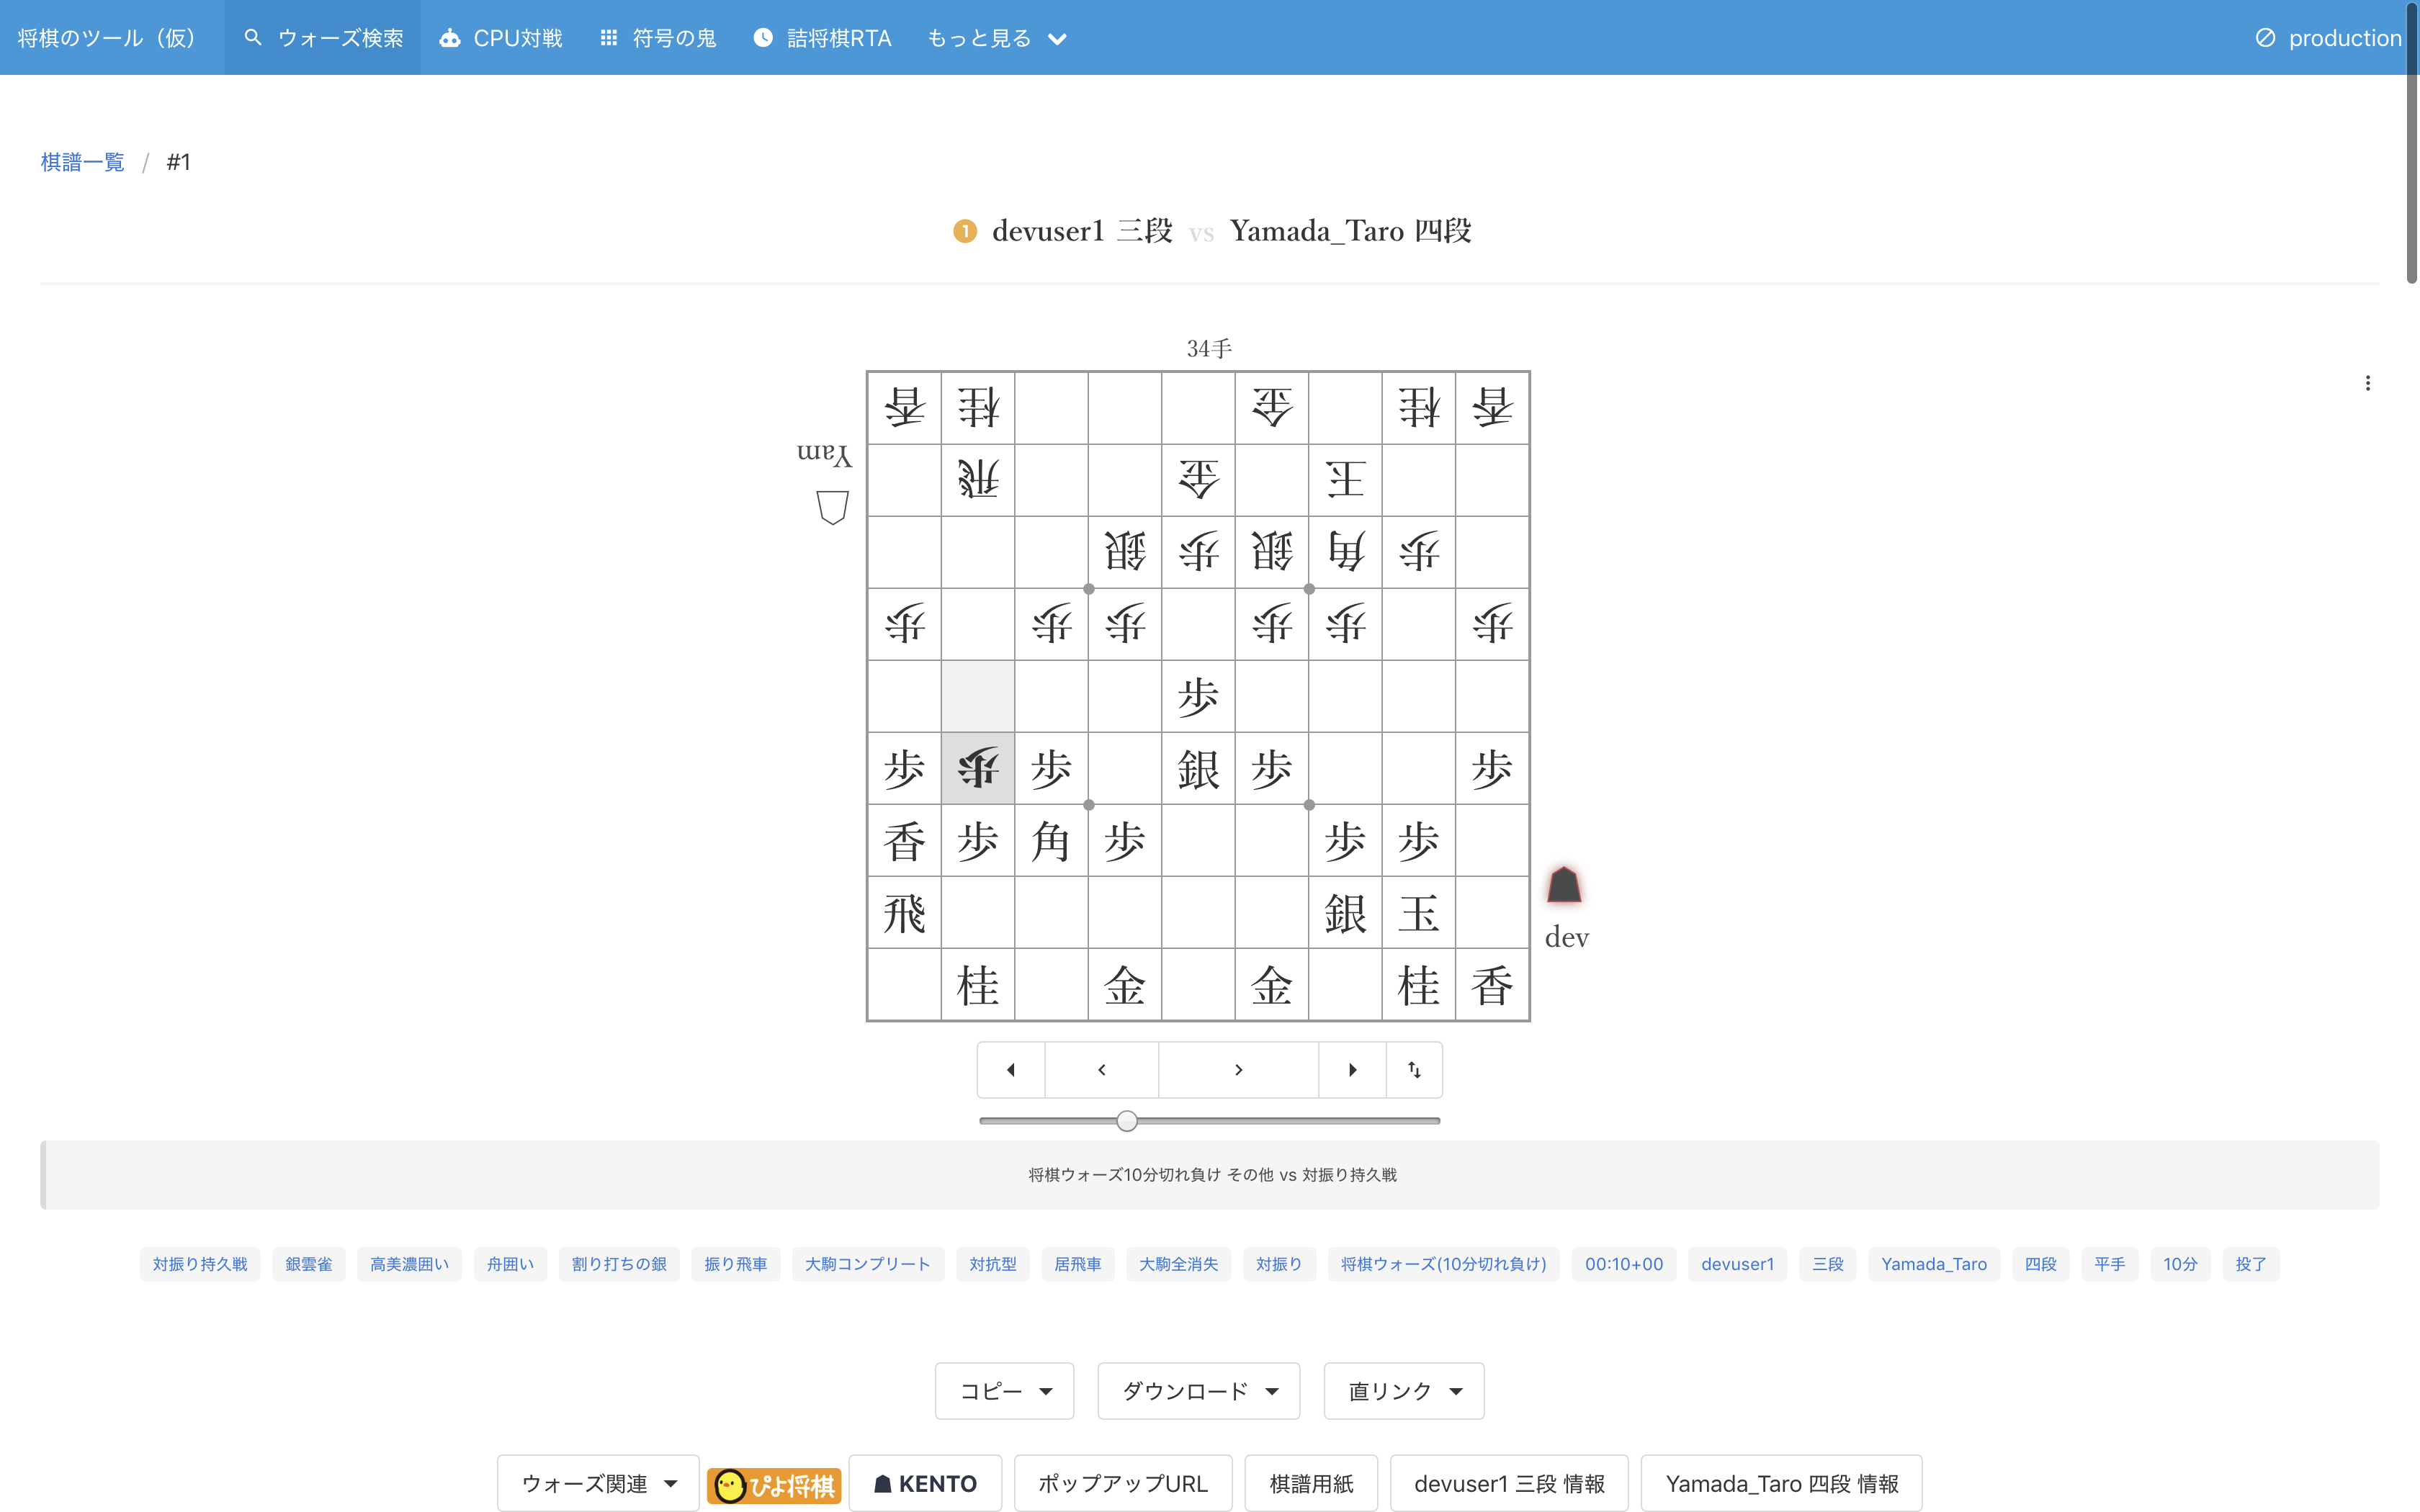 将棋のツール（仮） ウォーズ検索 CPU対戦 符号の鬼 詰将棋RTA もっと見る production
棋譜一覧 / #1
1 devuser1 三段 vs Yamada_Taro 四段
34手
香 桂 金 桂 香
Yam
飛 金 王
銀 歩 銀 角 歩
歩 歩 歩 歩 歩 歩
歩
歩 歩 歩 銀 歩 歩
香 歩 角 歩 歩 歩
飛 銀 玉
dev
桂 金 金 桂 香
将棋ウォーズ10分切れ負け その他 vs 対振り持久戦
対振り持久戦 銀雲雀 高美濃囲い 舟囲い 割り打ちの銀 振り飛車 大駒コンプリート 対抗型 居飛車 大駒全消失 対振り 将棋ウォーズ(10分切れ負け) 00:10+00 devuser1 三段 Yamada_Taro 四段 平手 10分 投了
コピー ダウンロード 直リンク
ウォーズ関連 ぴよ将棋 KENTO ポップアップURL 棋譜用紙 devuser1 三段 情報 Yamada_Taro 四段 情報